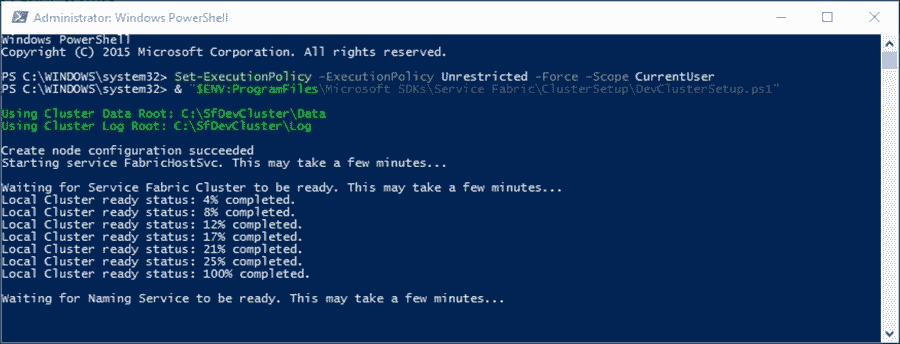 Administrator: Windows PowerShell
Windows PowerShell
Copyright (C) 2015 Microsoft Corporation. All rights reserved.
PS C:\WINDOWS\system32> Set-ExecutionPolicy -ExecutionPolicy Unrestricted -Force -Scope CurrentUser
PS C:\WINDOWS\system32> & "$ENV:ProgramFiles\Microsoft SDKs\Service Fabric\ClusterSetup\DevClusterSetup.ps1"
Using Cluster Data Root: C:\SfDevCluster\Data
Using Cluster Log Root: C:\SfDevCluster\Log
Create node configuration succeeded
Starting service FabricHostSvc. This may take a few minutes...
Waiting for Service Fabric Cluster to be ready. This may take a few minutes...
Local Cluster ready status: 4% completed.
Local Cluster ready status: 8% completed.
Local Cluster ready status: 12% completed.
Local Cluster ready status: 17% completed.
Local Cluster ready status: 21% completed.
Local Cluster ready status: 25% completed.
Local Cluster ready status: 100% completed.
Waiting for Naming Service to be ready. This may take a few minutes...